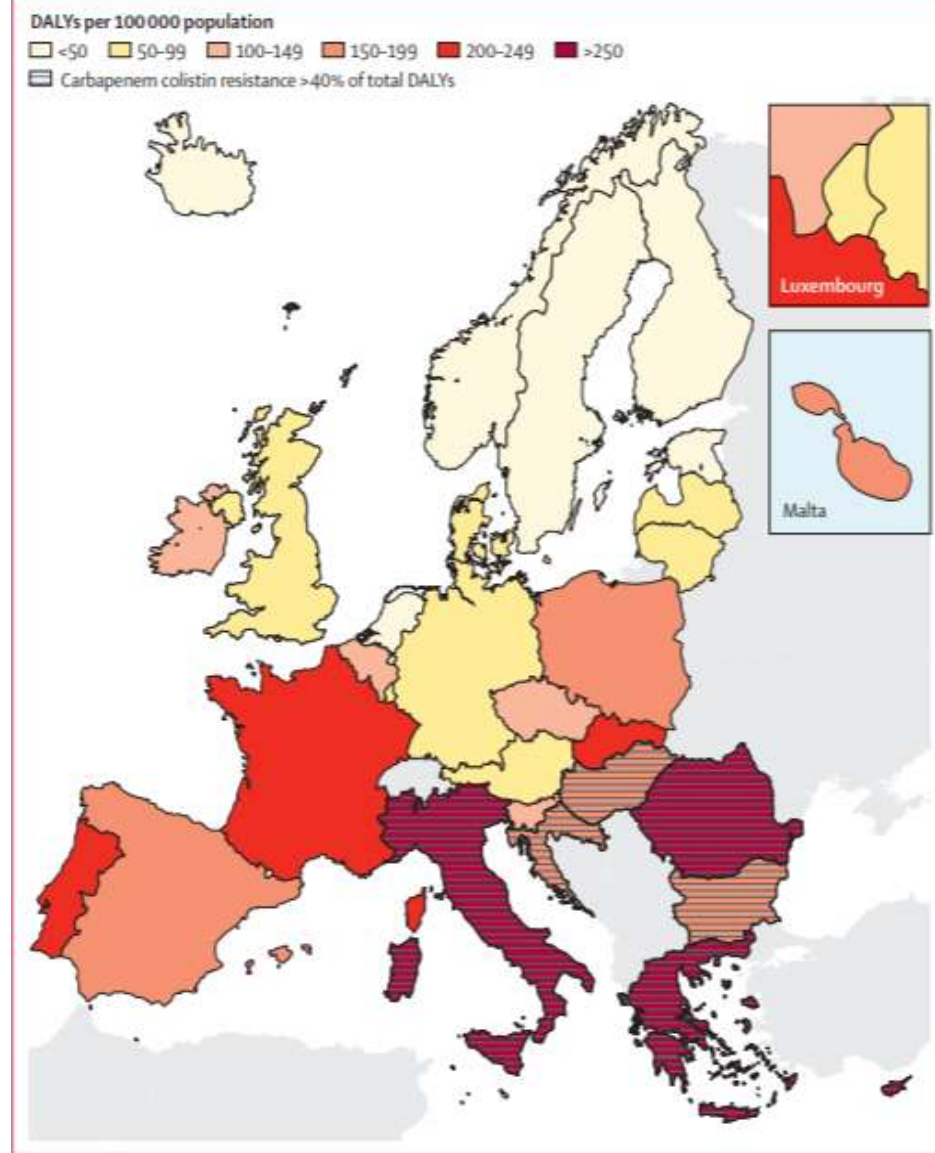 DALYs per 100 000 population
<50 50–99 100–149 150–199 200–249 >250
Carbapenem colistin resistance >40% of total DALYs
Luxembourg
Malta